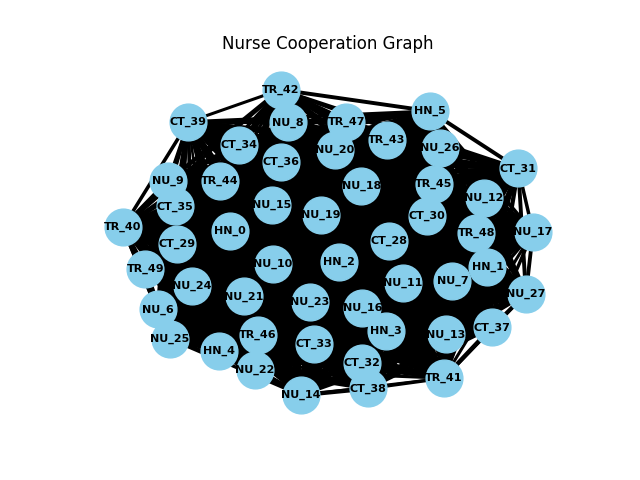 Nurse Cooperation Graph
TR_42
HN_5
CT_39
NU_8
TR_47
TR_43
CT_34
NU_20
NU_26
CT_36
CT_31
NU_9
TR_44
NU_18
TR_45
NU_12
CT_35
NU_15
NU_19
CT_30
TR_40
HN_0
TR_48
NU_17
CT_29
CT_28
TR_49
NU_10
HN_2
HN_1
NU_24
NU_11
NU_7
NU_21
NU_27
NU_6
NU_23
NU_16
NU_25
TR_46
HN_3
NU_13
CT_37
HN_4
CT_33
NU_22
CT_32
TR_41
NU_14
CT_38